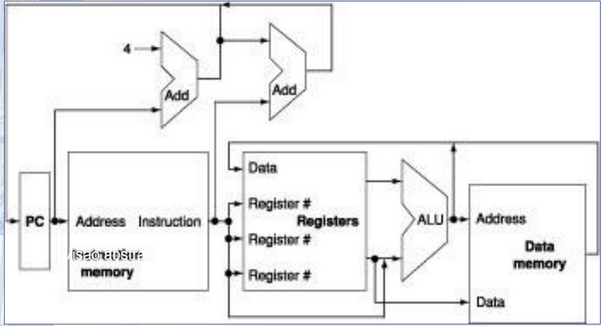 4
Add
Add
Data
PC
Address
Instruction
Register #
Registers
Register #
Register #
memory
ALU
Address
Data
memory
Data